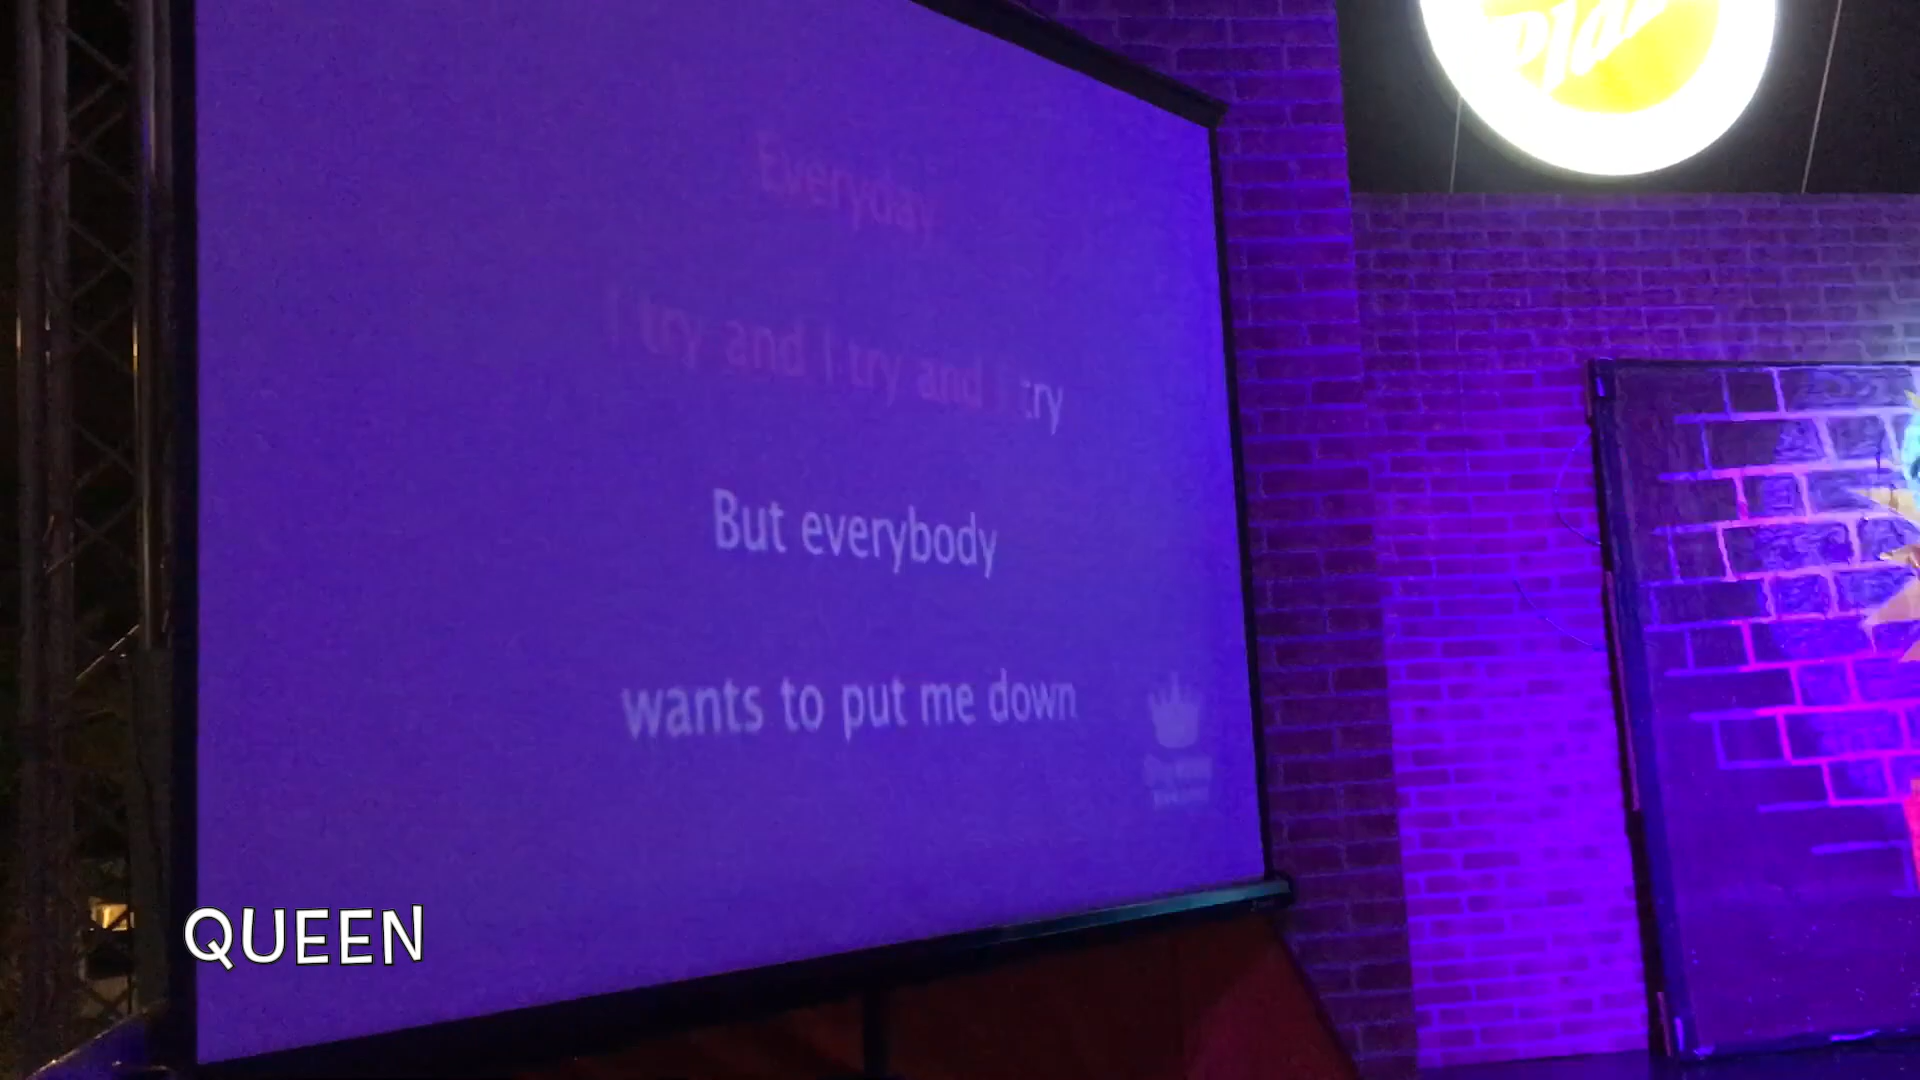 Everyday
I try and I try and I try
But everybody
wants to put me down
QUEEN